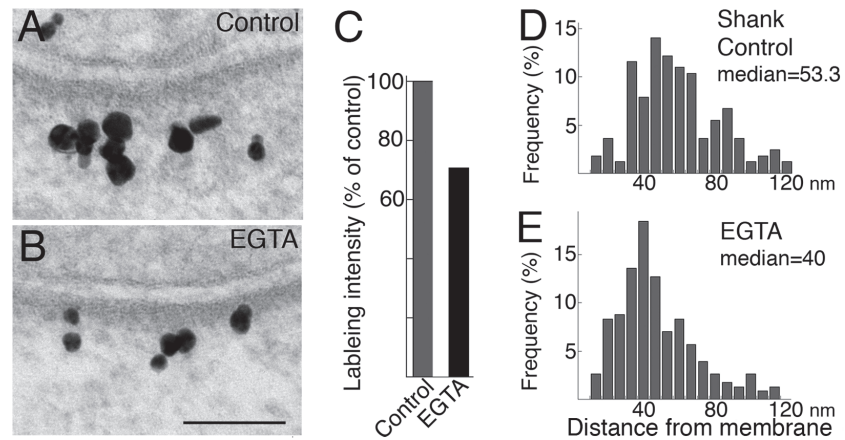 A
Control
B
EGTA
C
Lableing intensity (% of control)
100
80
60
Control
EGTA
D
Shank
Control
median=53.3
Frequency (%)
15
10
5
40
80
120 nm
E
EGTA
median=40
Frequency (%)
15
10
5
40
80
120 nm
Distance from membrane